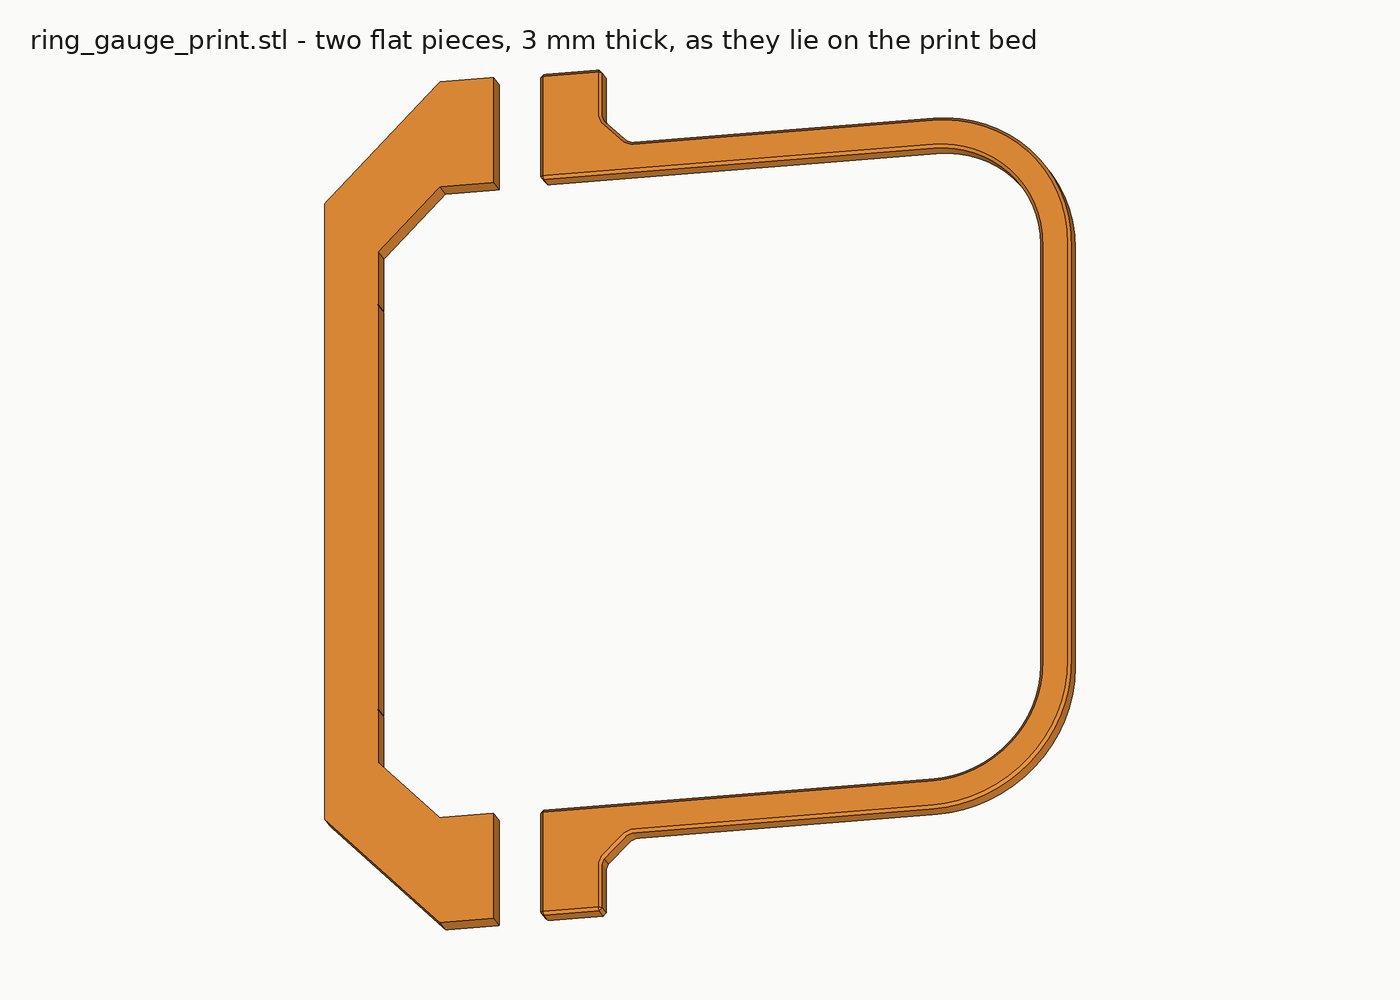 ring_gauge_print.stl - two flat pieces, 3 mm thick, as they lie on the print bed